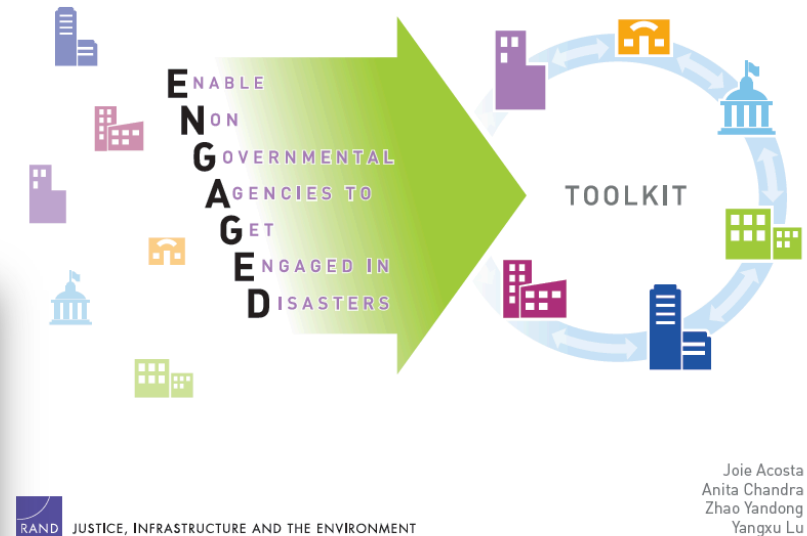 ENABLE
NON
GOVERNMENTAL
AGENCIES TO
GET
ENGAGED IN
DISASTERS
TOOLKIT
Joie Acosta
Anita Chandra
Zhao Yandong
Yangxu Lu
RAND JUSTICE, INFRASTRUCTURE AND THE ENVIRONMENT